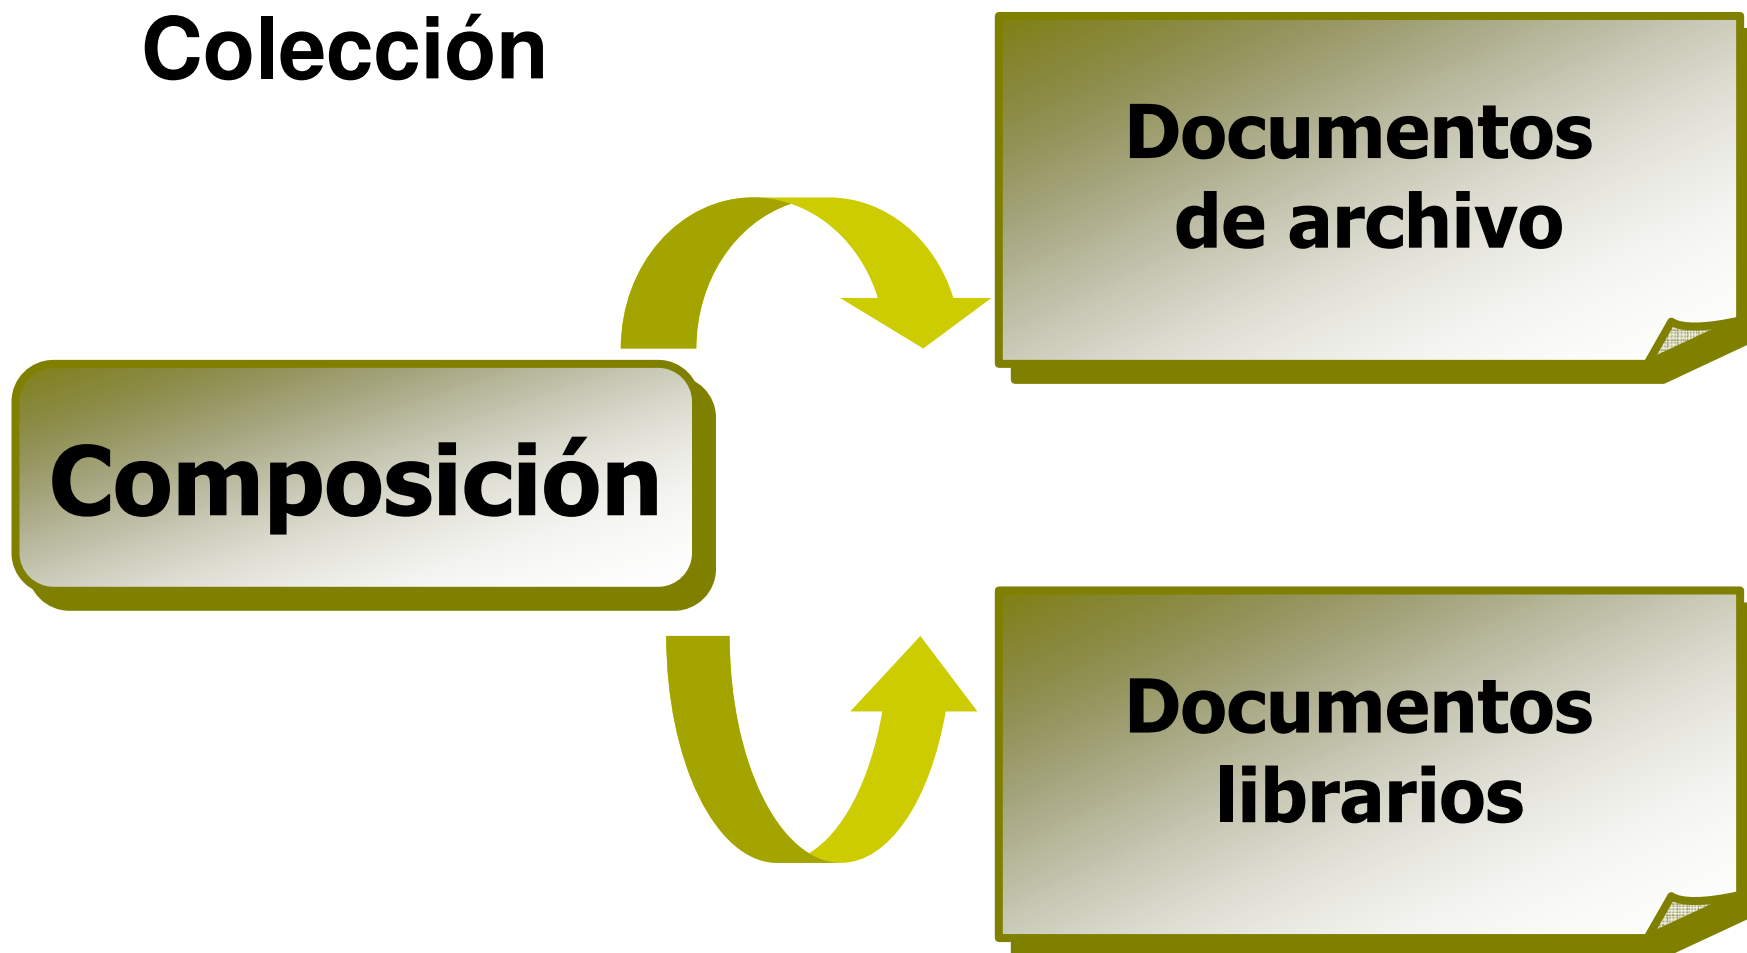 Colección
Documentos
de archivo
Composición
Documentos
librarios